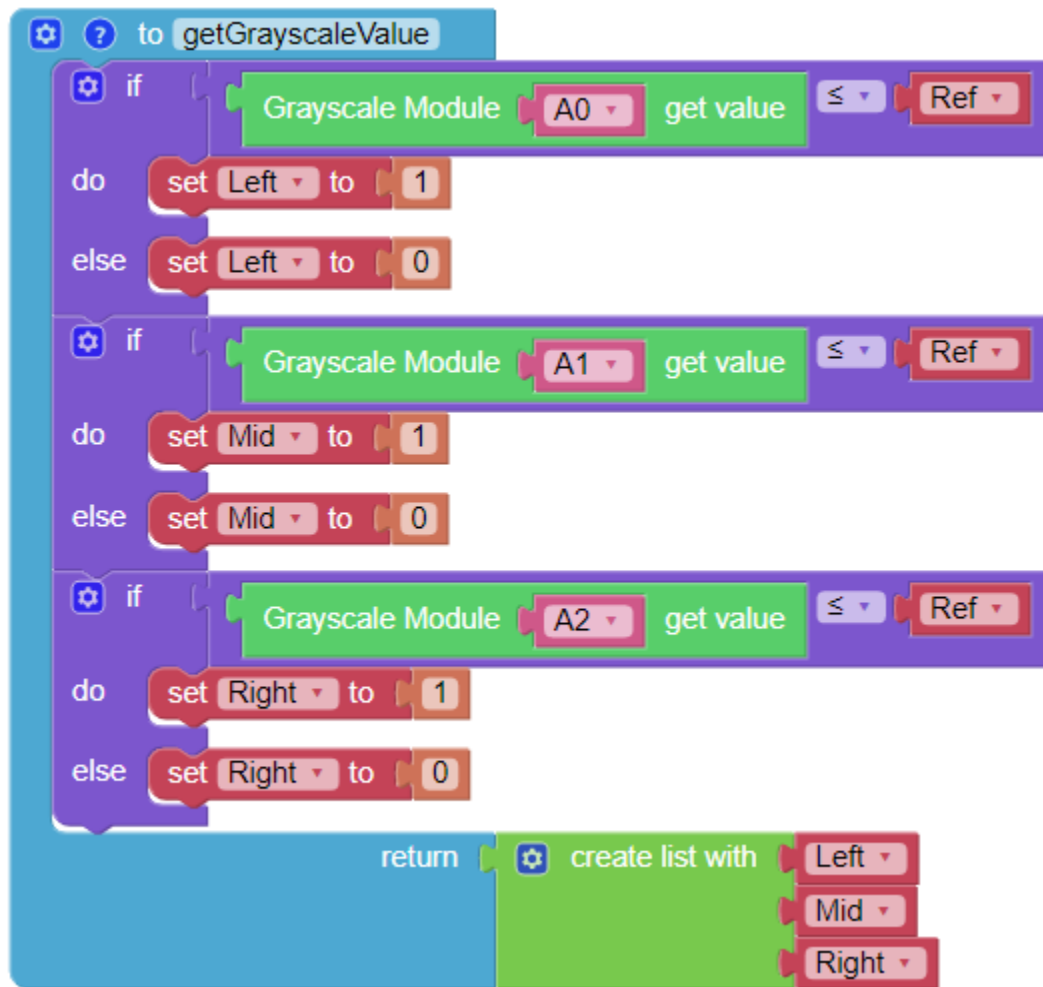 ? to getGrayscaleValue
if Grayscale Module A0 get value ≤ Ref
do set Left to 1
else set Left to 0
if Grayscale Module A1 get value ≤ Ref
do set Mid to 1
else set Mid to 0
if Grayscale Module A2 get value ≤ Ref
do set Right to 1
else set Right to 0
return create list with Left
Mid
Right